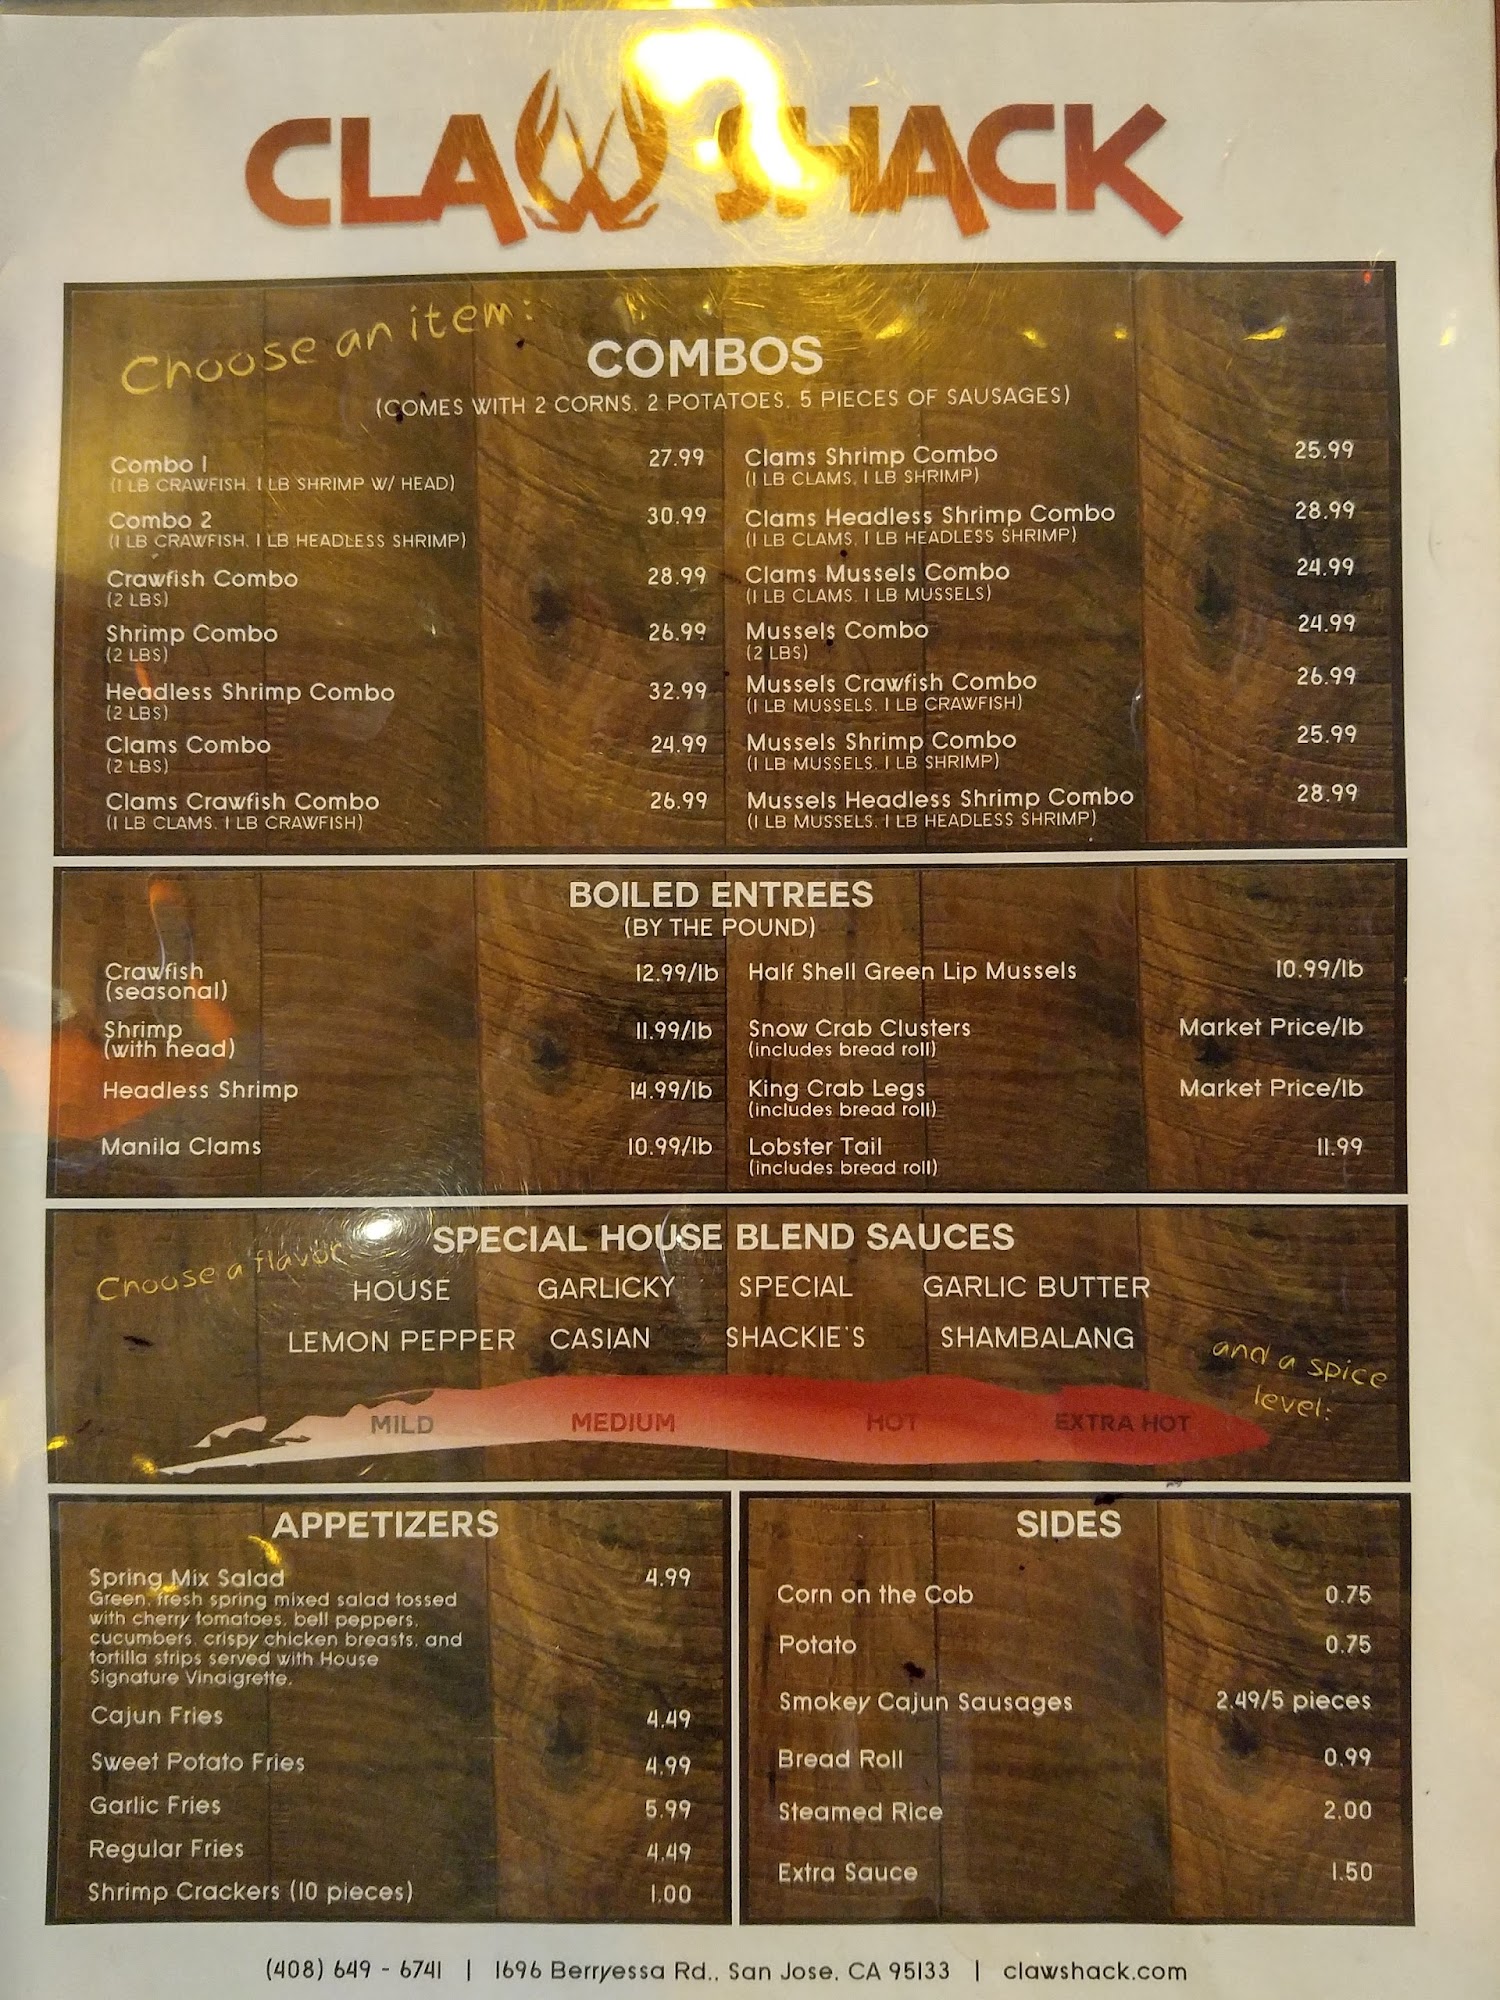 CLAW SHACK
Choose an item:
COMBOS
(COMES WITH 2 CORNS, 2 POTATOES, 5 PIECES OF SAUSAGES)
Combo 1 27.99
(1 LB CRAWFISH, 1 LB SHRIMP W/ HEAD)
Combo 2 30.99
(1 LB CRAWFISH, 1 LB HEADLESS SHRIMP)
Crawfish Combo 28.99
(2 LBS)
Shrimp Combo 26.99
(2 LBS)
Headless Shrimp Combo 32.99
(2 LBS)
Clams Combo 24.99
(2 LBS)
Clams Crawfish Combo 26.99
(1 LB CLAMS, 1 LB CRAWFISH)
Clams Shrimp Combo 25.99
(1 LB CLAMS, 1 LB SHRIMP)
Clams Headless Shrimp Combo 28.99
(1 LB CLAMS, 1 LB HEADLESS SHRIMP)
Clams Mussels Combo 24.99
(1 LB CLAMS, 1 LB MUSSELS)
Mussels Combo 24.99
(2 LBS)
Mussels Crawfish Combo 26.99
(1 LB MUSSELS, 1 LB CRAWFISH)
Mussels Shrimp Combo 25.99
(1 LB MUSSELS, 1 LB SHRIMP)
Mussels Headless Shrimp Combo 28.99
(1 LB MUSSELS, 1 LB HEADLESS SHRIMP)
BOILED ENTREES
(BY THE POUND)
Crawfish 12.99/lb
(seasonal)
Shrimp 11.99/lb
(with head)
Headless Shrimp 14.99/lb
Manila Clams 10.99/lb
Half Shell Green Lip Mussels 10.99/lb
Snow Crab Clusters Market Price/lb
(includes bread roll)
King Crab Legs Market Price/lb
(includes bread roll)
Lobster Tail 11.99
(includes bread roll)
SPECIAL HOUSE BLEND SAUCES
Choose a flavor
HOUSE GARLICKY SPECIAL GARLIC BUTTER
LEMON PEPPER CASIAN SHACKIE'S SHAMBALANG
and a spice
level:
MILD MEDIUM HOT EXTRA HOT
APPETIZERS
Spring Mix Salad 4.99
Green, fresh spring mixed salad tossed
with cherry tomatoes, bell peppers,
cucumbers, crispy chicken breasts, and
tortilla strips served with House
Signature Vinaigrette.
Cajun Fries 4.49
Sweet Potato Fries 4.99
Garlic Fries 5.99
Regular Fries 4.49
Shrimp Crackers (10 pieces) 1.00
SIDES
Corn on the Cob 0.75
Potato 0.75
Smokey Cajun Sausages 2.49/5 pieces
Bread Roll 0.99
Steamed Rice 2.00
Extra Sauce 1.50
(408) 649 - 6741 | 1696 Berryessa Rd., San Jose, CA 95133 | clawshack.com